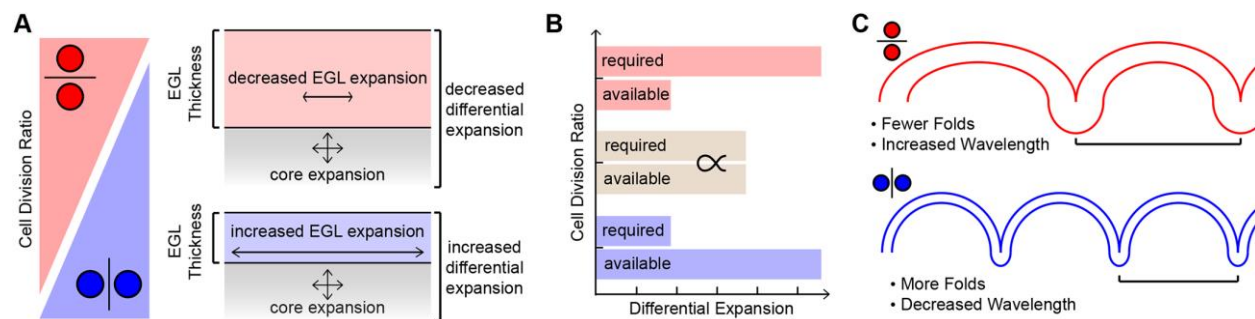 A
Cell Division Ratio
EGL
Thickness
decreased EGL expansion
core expansion
decreased
differential
expansion
EGL
Thickness
increased EGL expansion
core expansion
increased
differential
expansion
B
Cell Division Ratio
required
available
required
∝
available
required
available
Differential Expansion
C
• Fewer Folds
• Increased Wavelength
• More Folds
• Decreased Wavelength